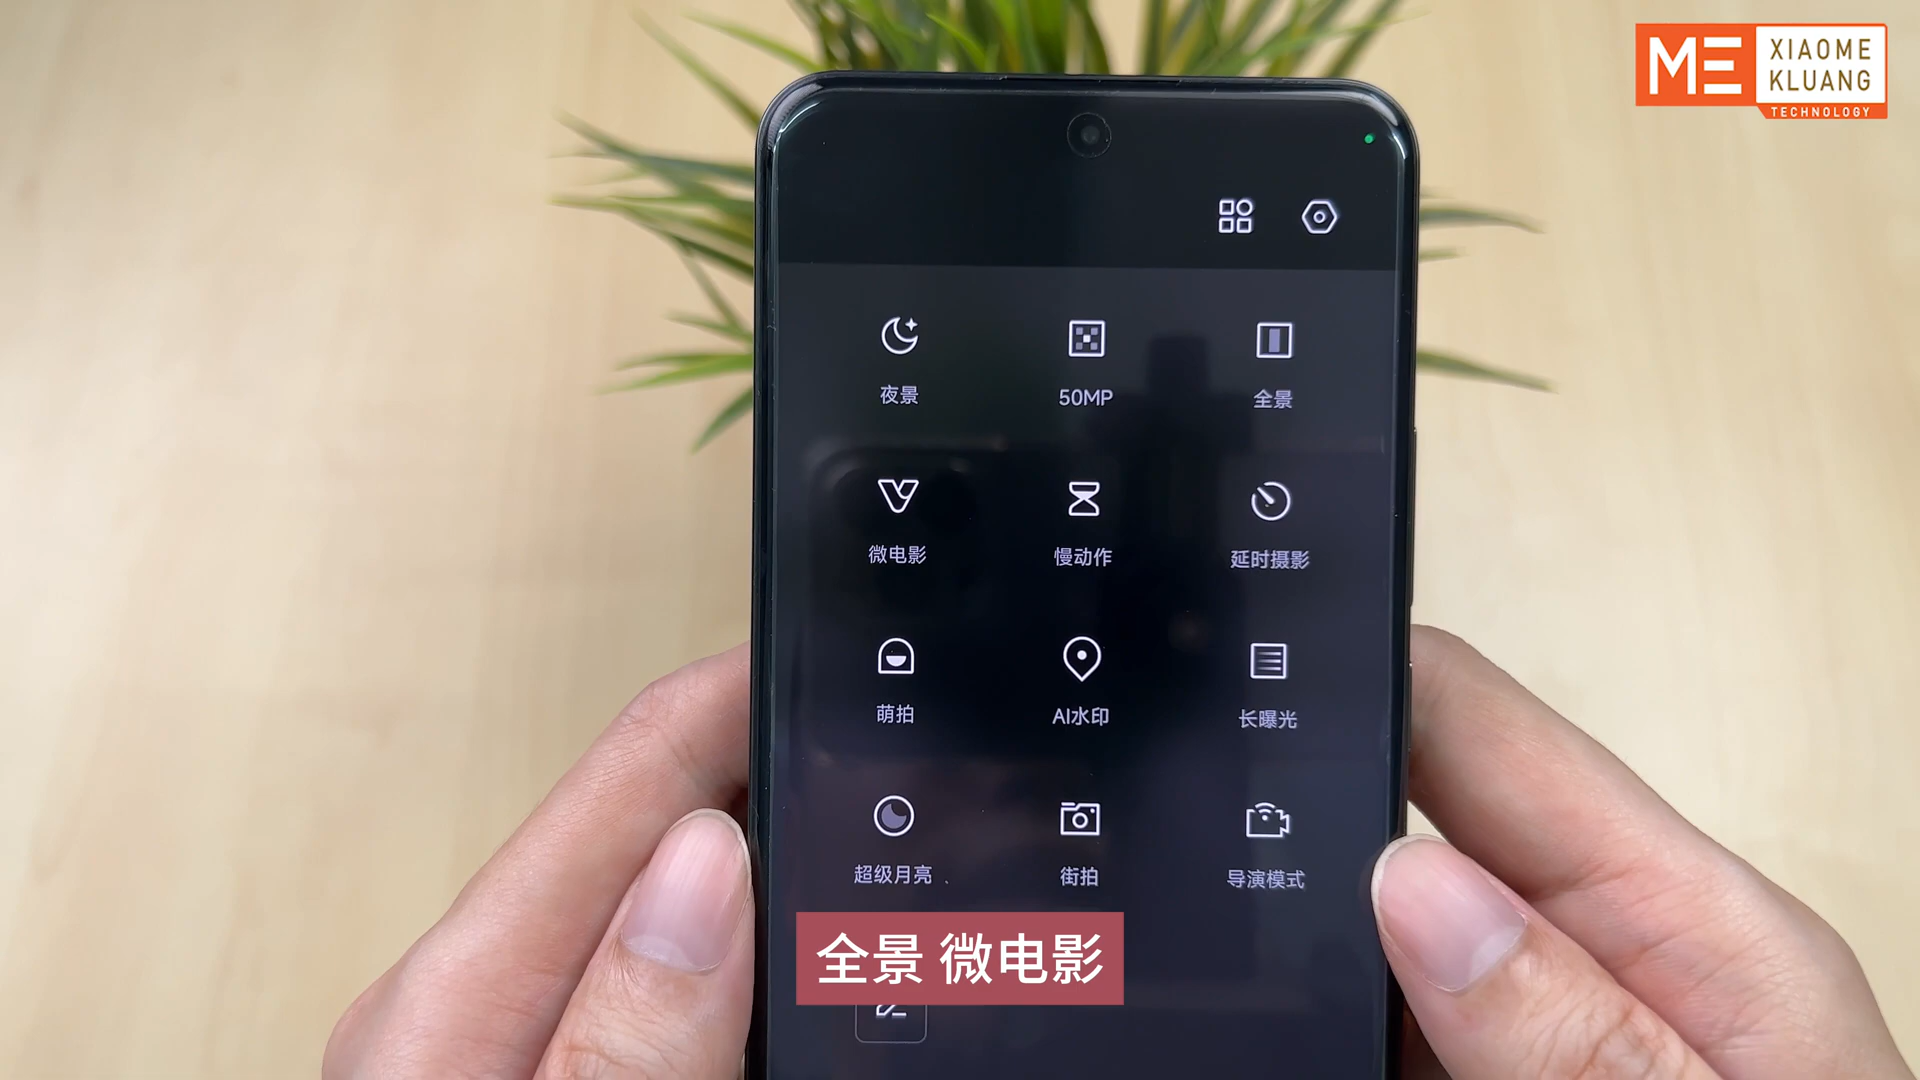 ME XIAOME
KLUANG
TECHNOLOGY
夜景 50MP 全景
微电影 慢动作 延时摄影
萌拍 AI水印 长曝光
超级月亮 街拍 导演模式
全景 微电影